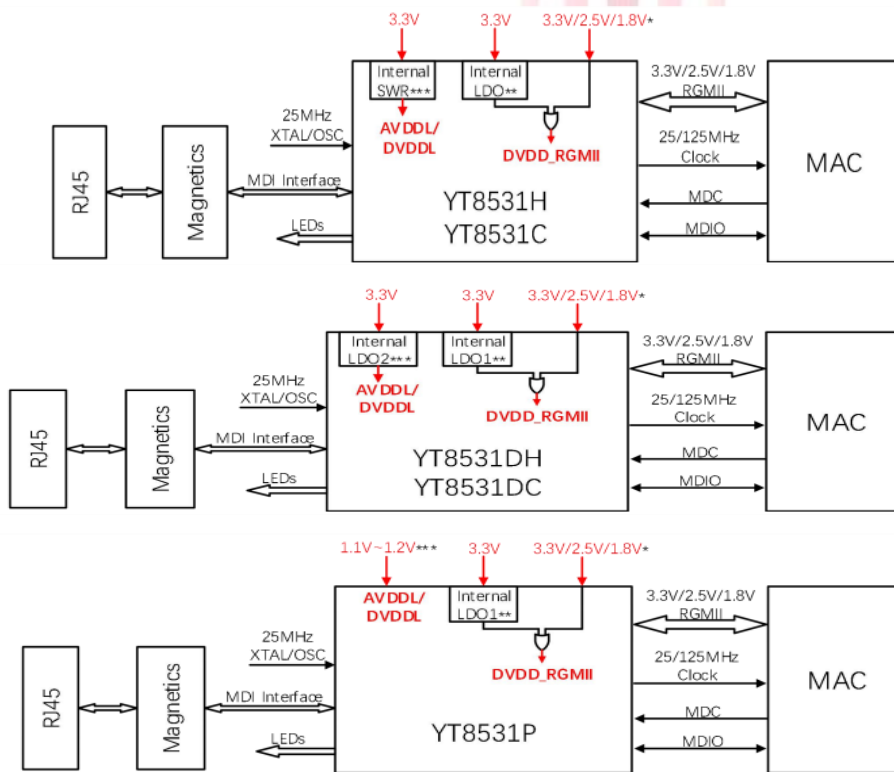 3.3V 3.3V 3.3V/2.5V/1.8V*
Internal
SWR***
Internal
LDO**
AVDDL/
DVDDL
DVDD_RGMII
25MHz
XTAL/OSC
RJ45
Magnetics
MDI Interface
LEDs
YT8531H
YT8531C
3.3V/2.5V/1.8V
RGMII
25/125MHz
Clock
MDC
MDIO
MAC
3.3V 3.3V 3.3V/2.5V/1.8V*
Internal
LDO2***
Internal
LDO1**
AVDDL/
DVDDL
DVDD_RGMII
25MHz
XTAL/OSC
RJ45
Magnetics
MDI Interface
LEDs
YT8531DH
YT8531DC
3.3V/2.5V/1.8V
RGMII
25/125MHz
Clock
MDC
MDIO
MAC
1.1V~1.2V*** 3.3V 3.3V/2.5V/1.8V*
AVDDL/
DVDDL
Internal
LDO1**
DVDD_RGMII
25MHz
XTAL/OSC
RJ45
Magnetics
MDI Interface
LEDs
YT8531P
3.3V/2.5V/1.8V
RGMII
25/125MHz
Clock
MDC
MDIO
MAC